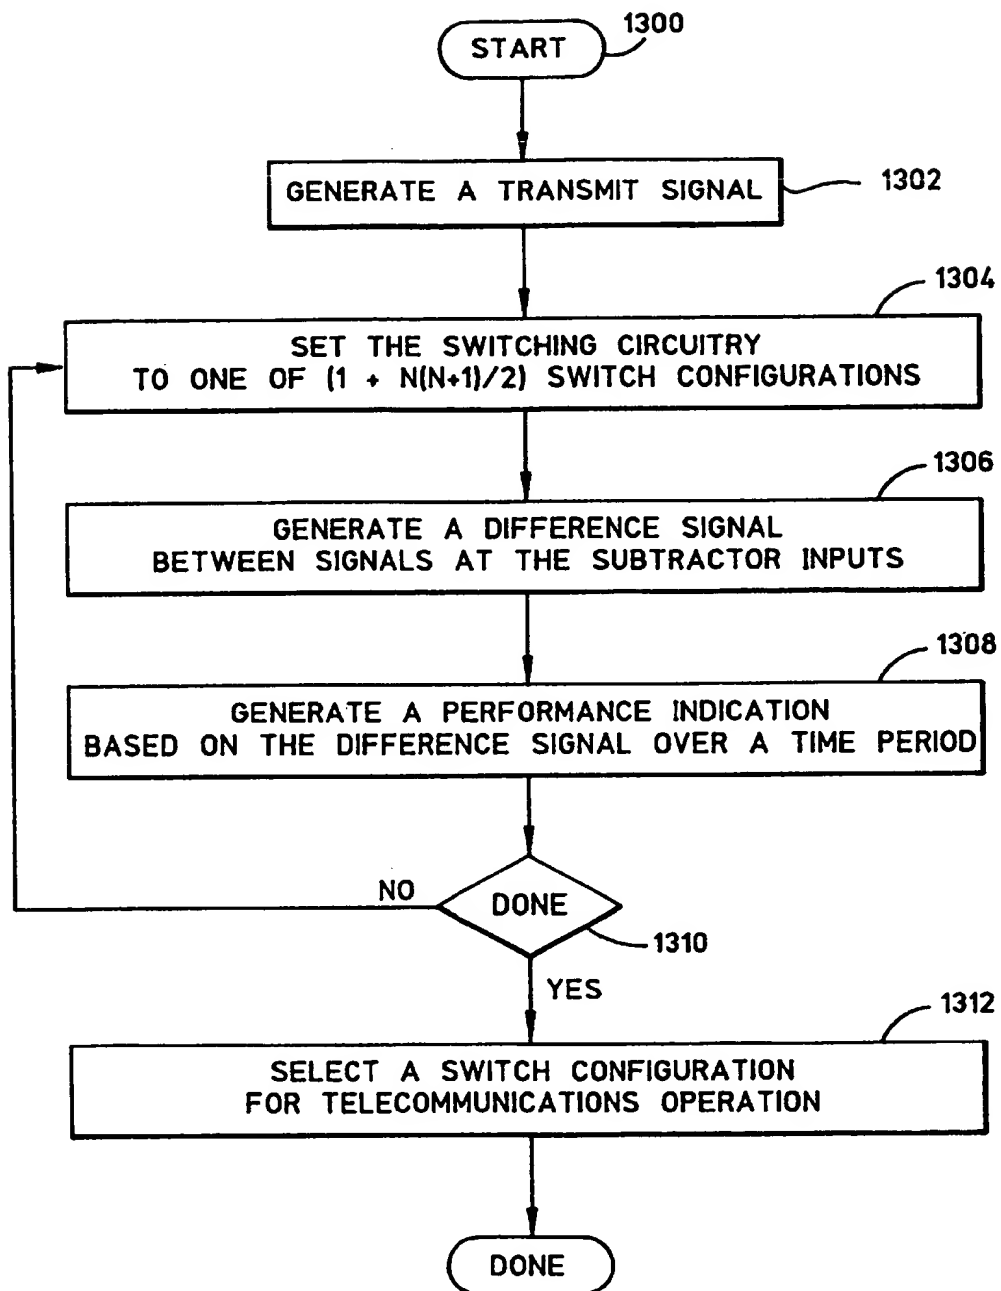 START
1300
GENERATE A TRANSMIT SIGNAL
1302
1304
SET THE SWITCHING CIRCUITRY
TO ONE OF (1 + N(N+1)/2) SWITCH CONFIGURATIONS
1306
GENERATE A DIFFERENCE SIGNAL
BETWEEN SIGNALS AT THE SUBTRACTOR INPUTS
1308
GENERATE A PERFORMANCE INDICATION
BASED ON THE DIFFERENCE SIGNAL OVER A TIME PERIOD
NO
DONE
1310
YES
1312
SELECT A SWITCH CONFIGURATION
FOR TELECOMMUNICATIONS OPERATION
DONE